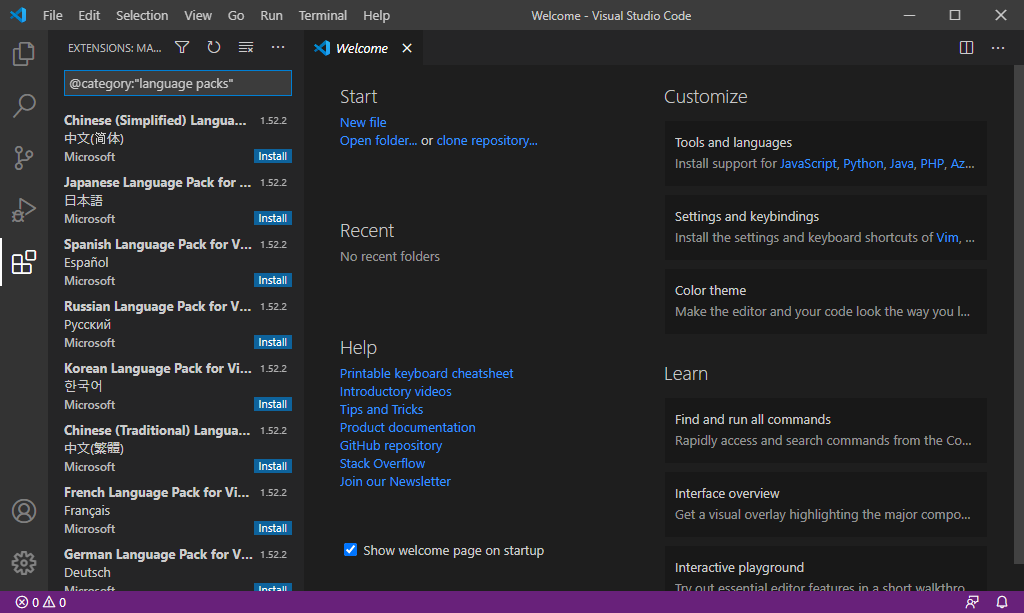 File Edit Selection View Go Run Terminal Help
Welcome - Visual Studio Code
EXTENSIONS: MA...
@category:"language packs"
Chinese (Simplified) Langua... 1.52.2
中文(简体)
Microsoft Install
Japanese Language Pack for ... 1.52.2
日本語
Microsoft Install
Spanish Language Pack for V... 1.52.2
Español
Microsoft Install
Russian Language Pack for V... 1.52.2
Русский
Microsoft Install
Korean Language Pack for Vi... 1.52.2
한국어
Microsoft Install
Chinese (Traditional) Langua... 1.52.2
中文(繁體)
Microsoft Install
French Language Pack for Vi... 1.52.2
Français
Microsoft Install
German Language Pack for V... 1.52.2
Deutsch
Microsoft Install
Welcome
Start
New file
Open folder... or clone repository...
Recent
No recent folders
Help
Printable keyboard cheatsheet
Introductory videos
Tips and Tricks
Product documentation
GitHub repository
Stack Overflow
Join our Newsletter
Show welcome page on startup
Customize
Tools and languages
Install support for JavaScript, Python, Java, PHP, Az...
Settings and keybindings
Install the settings and keyboard shortcuts of Vim, ...
Color theme
Make the editor and your code look the way you l...
Learn
Find and run all commands
Rapidly access and search commands from the Co...
Interface overview
Get a visual overlay highlighting the major compo...
Interactive playground
Try out essential editor features in a short walkthro...
0 0